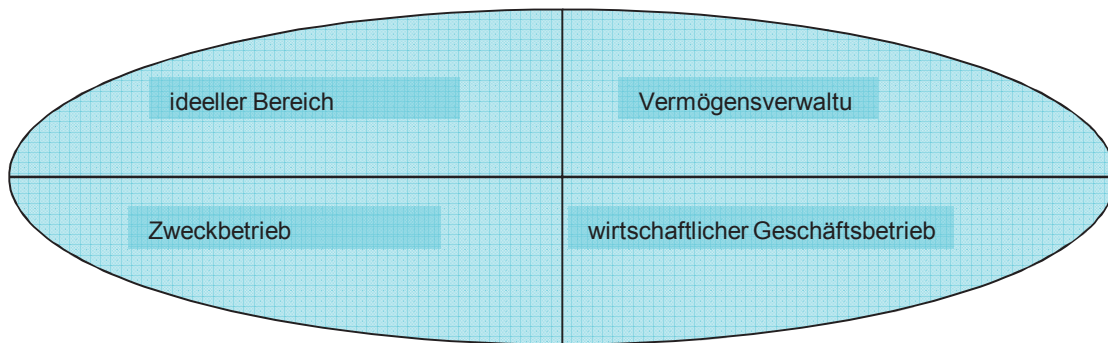 ideeller Bereich
Vermögensverwaltu
Zweckbetrieb
wirtschaftlicher Geschäftsbetrieb